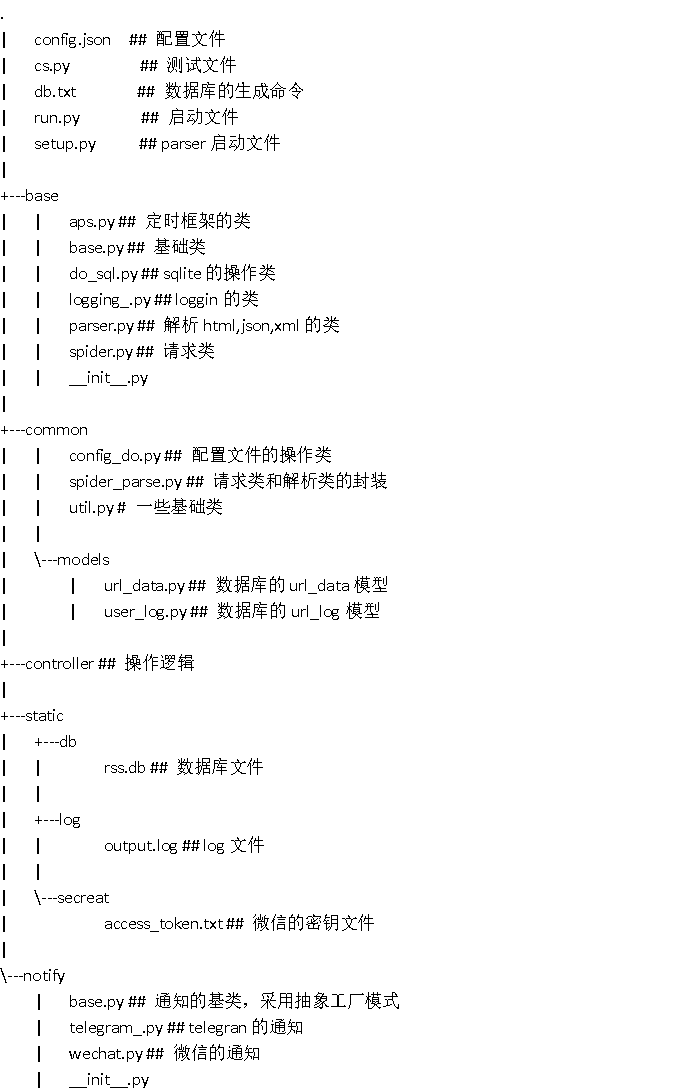 .
|   config.json   ## 配置文件
|   cs.py   ## 测试文件
|   db.txt   ## 数据库的生成命令
|   run.py   ## 启动文件
|   setup.py   ## parser 启动文件
|
+---base
|   |   aps.py ## 定时框架的类
|   |   base.py ## 基础类
|   |   do_sql.py ## sqlite 的操作类
|   |   logging_.py ## loggin 的类
|   |   parser.py ## 解析 html,json,xml 的类
|   |   spider.py ## 请求类
|   |   __init__.py
|
+---common
|   |   config_do.py ## 配置文件的操作类
|   |   spider_parse.py ## 请求类和解析类的封装
|   |   util.py # 一些基础类
|   |
|   \---models
|       |   url_data.py ## 数据库的 url_data 模型
|       |   user_log.py ## 数据库的 url_log 模型
|
+---controller ## 操作逻辑
|
+---static
|   +---db
|   |       rss.db ## 数据库文件
|   |
|   +---log
|   |       output.log ## log 文件
|   |
|   \---secreat
|           access_token.txt ## 微信的密钥文件
|
\---notify
    |   base.py ## 通知的基类，采用抽象工厂模式
    |   telegram_.py ## telegran 的通知
    |   wechat.py ## 微信的通知
    |   __init__.py